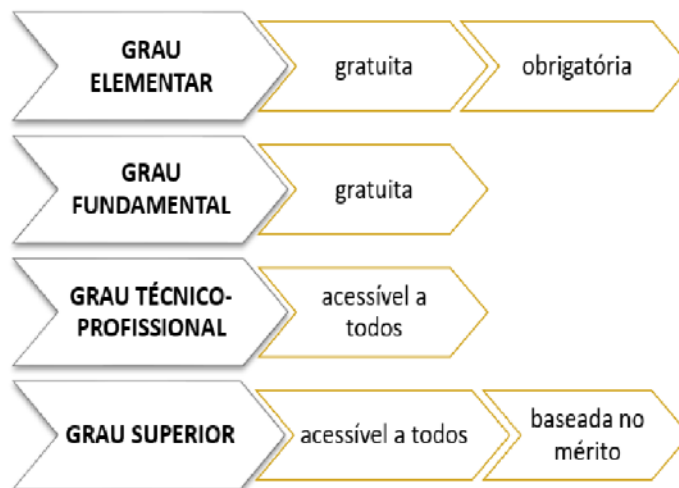 GRAU
ELEMENTAR
gratuita
obrigatória
GRAU
FUNDAMENTAL
gratuita
GRAU TÉCNICO-
PROFISSIONAL
acessível a
todos
GRAU SUPERIOR
acessível a todos
baseada no
mérito